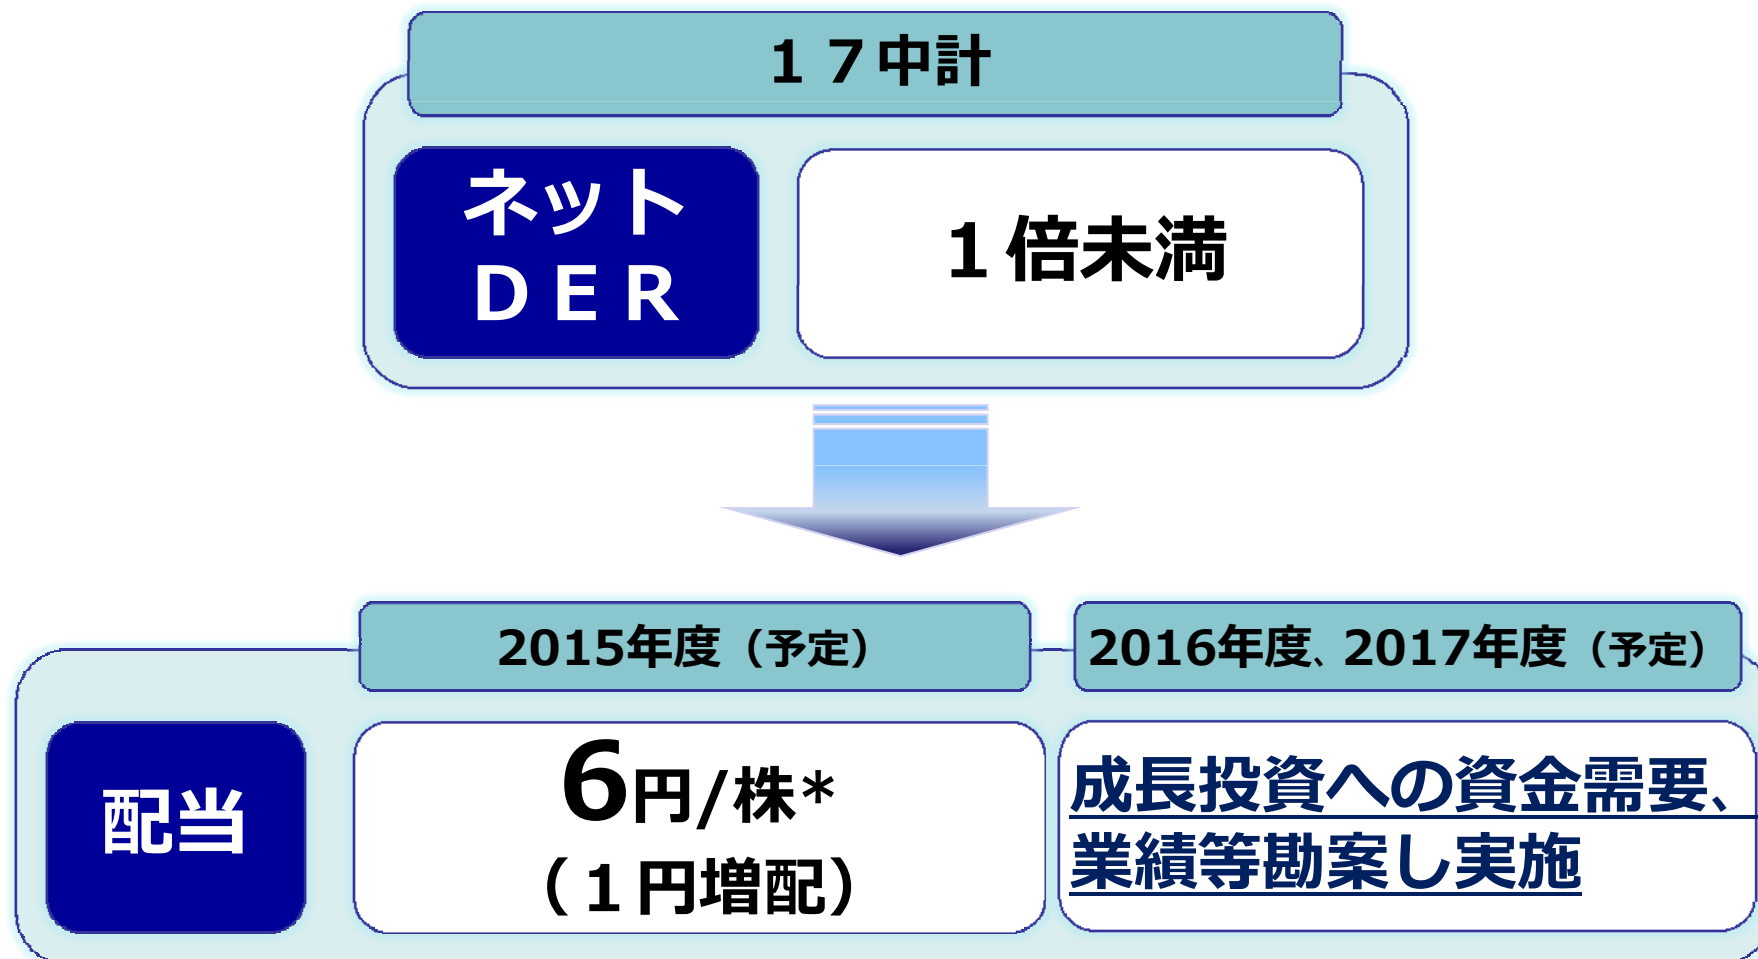 １７中計
ネット
ＤＥＲ
１倍未満
2015年度（予定）
2016年度、2017年度（予定）
配当
6円/株*
（１円増配）
成長投資への資金需要、
業績等勘案し実施